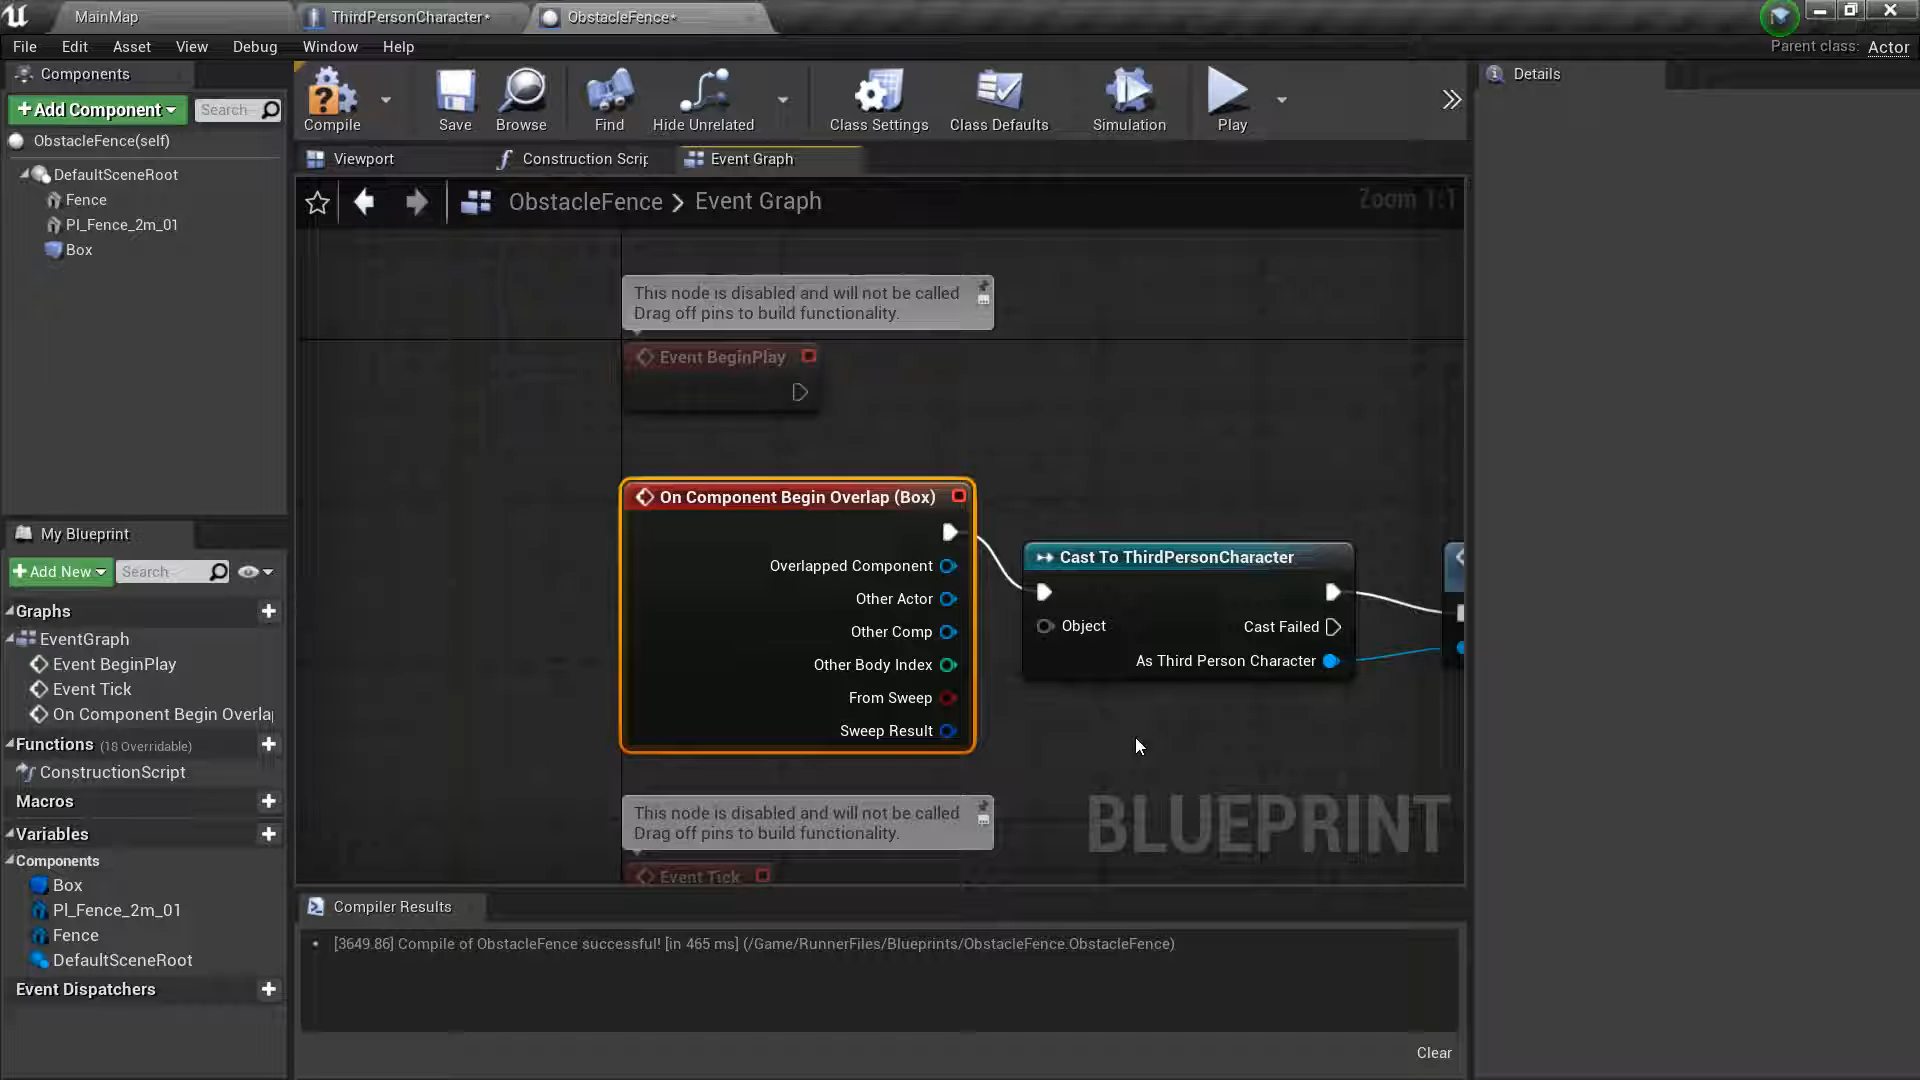 MainMap
ThirdPersonCharacter*
ObstacleFence*
File Edit Asset View Debug Window Help
Parent class: Actor
Components
+Add Component
Search
ObstacleFence(self)
DefaultSceneRoot
Fence
Pl_Fence_2m_01
Box
Compile
Save
Browse
Find
Hide Unrelated
Class Settings
Class Defaults
Simulation
Play
Details
Viewport
Construction Scrip
Event Graph
ObstacleFence > Event Graph
Zoom 1:1
This node is disabled and will not be called
Drag off pins to build functionality.
Event BeginPlay
On Component Begin Overlap (Box)
Overlapped Component
Other Actor
Other Comp
Other Body Index
From Sweep
Sweep Result
Cast To ThirdPersonCharacter
Object
Cast Failed
As Third Person Character
This node is disabled and will not be called
Drag off pins to build functionality.
Event Tick
BLUEPRINT
My Blueprint
+Add New
Search
Graphs
EventGraph
Event BeginPlay
Event Tick
On Component Begin Overla
Functions (18 Overridable)
ConstructionScript
Macros
Variables
Components
Box
Pl_Fence_2m_01
Fence
DefaultSceneRoot
Event Dispatchers
Compiler Results
• [3649.86] Compile of ObstacleFence successful! [in 465 ms] (/Game/RunnerFiles/Blueprints/ObstacleFence.ObstacleFence)
Clear